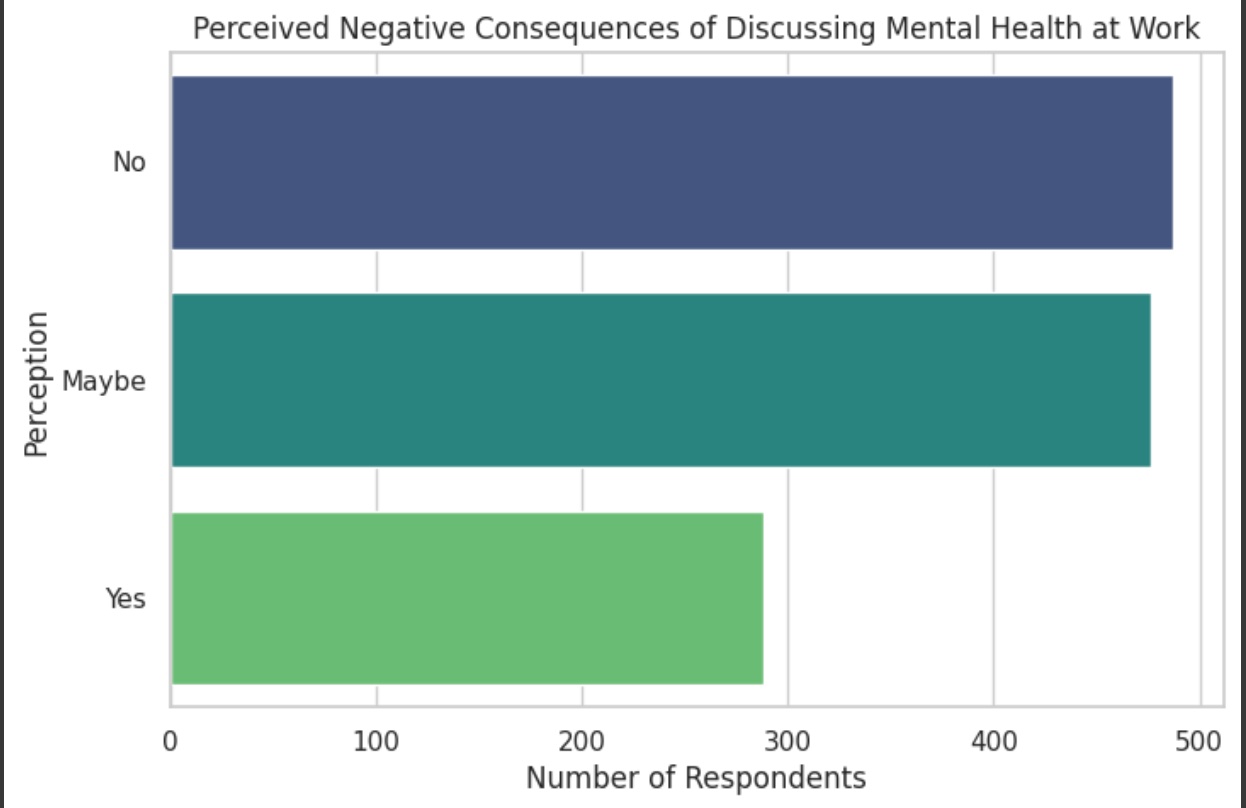 Perceived Negative Consequences of Discussing Mental Health at Work
No
Maybe
Yes
Perception
0 100 200 300 400 500
Number of Respondents